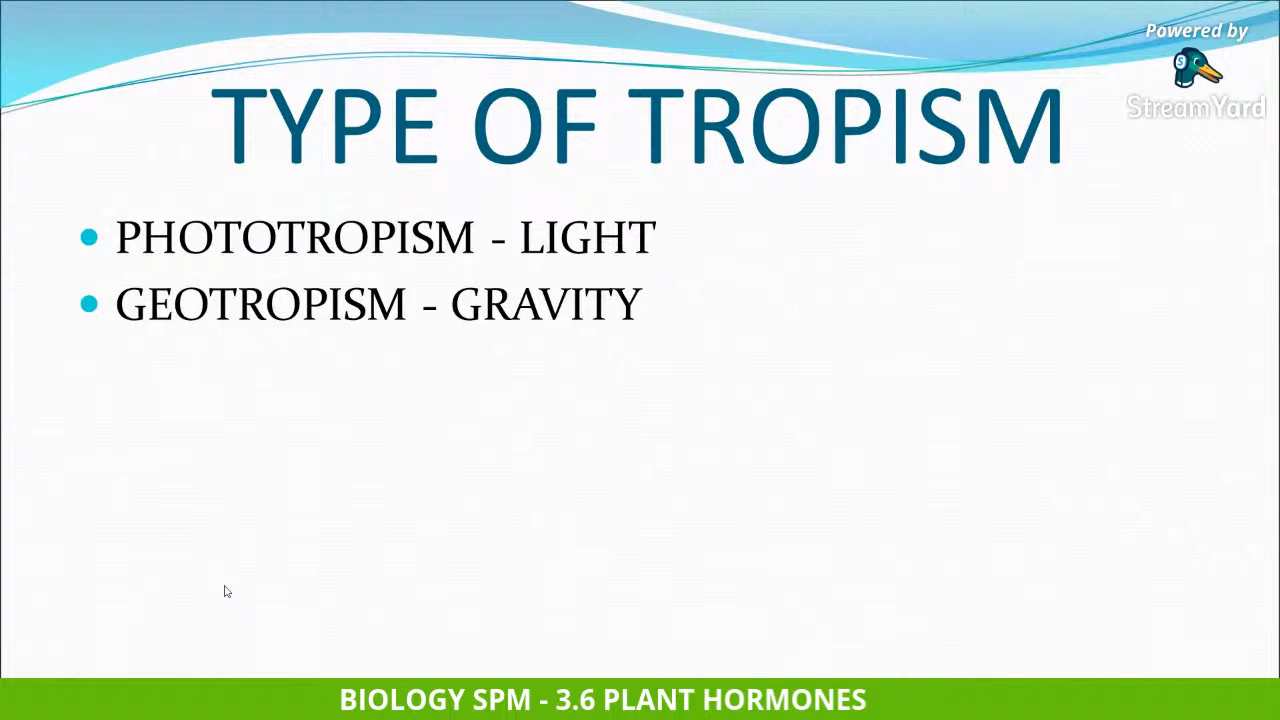 Powered by
StreamYard
TYPE OF TROPISM
PHOTOTROPISM - LIGHT
GEOTROPISM - GRAVITY
BIOLOGY SPM - 3.6 PLANT HORMONES